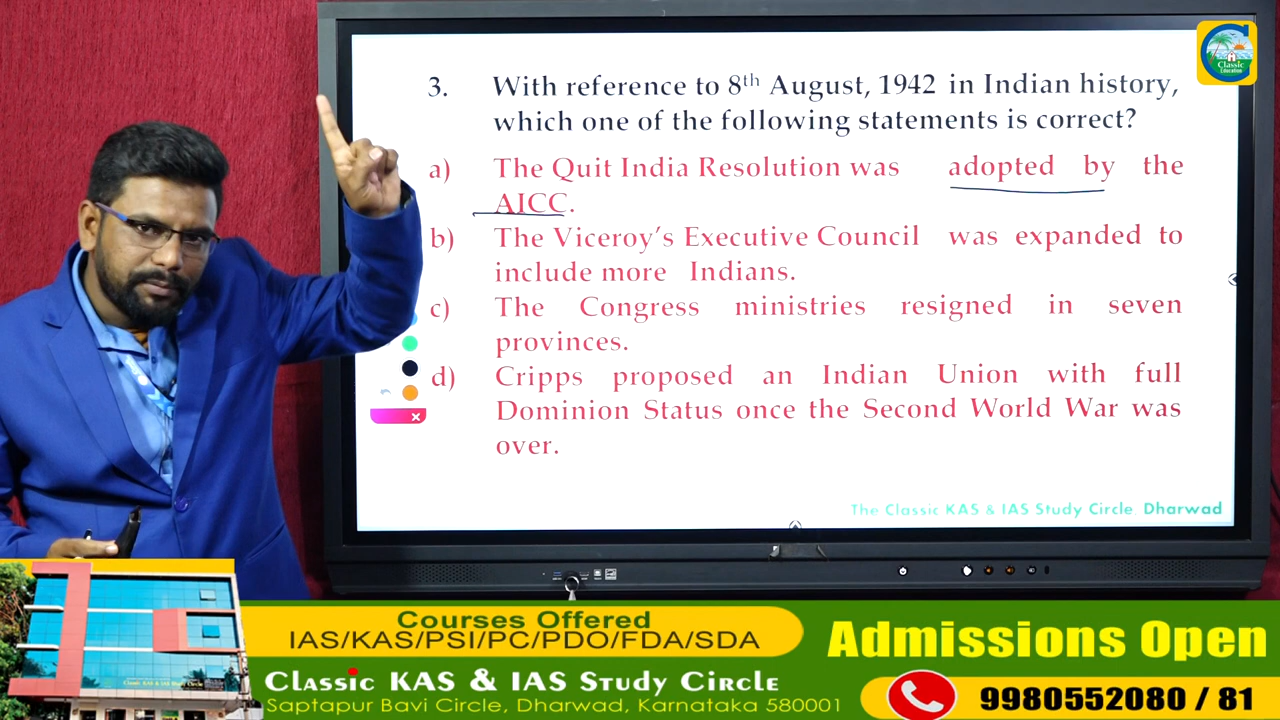 3. With reference to 8th August, 1942 in Indian history,
which one of the following statements is correct?
a) The Quit India Resolution was adopted by the
AICC.
b) The Viceroy's Executive Council was expanded to
include more Indians.
c) The Congress ministries resigned in seven
provinces.
d) Cripps proposed an Indian Union with full
Dominion Status once the Second World War was
over.
The Classic KAS & IAS Study Circle, Dharwad
Classic
Education
Courses Offered
IAS/KAS/PSI/PC/PDO/FDA/SDA
Classic KAS & IAS Study Circle
Saptapur Bavi Circle, Dharwad, Karnataka 580001
Admissions Open
9980552080 / 81